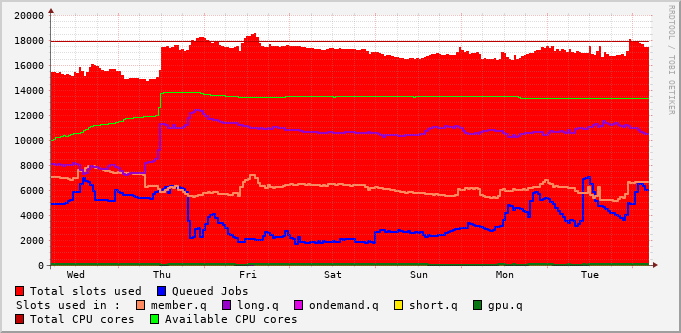 20000
18000
16000
14000
12000
10000
8000
6000
4000
2000
0
Wed Thu Fri Sat Sun Mon Tue
RRDTOOL / TOBI OETIKER
Total slots used Queued Jobs
Slots used in : member.q long.q ondemand.q short.q gpu.q
Total CPU cores Available CPU cores